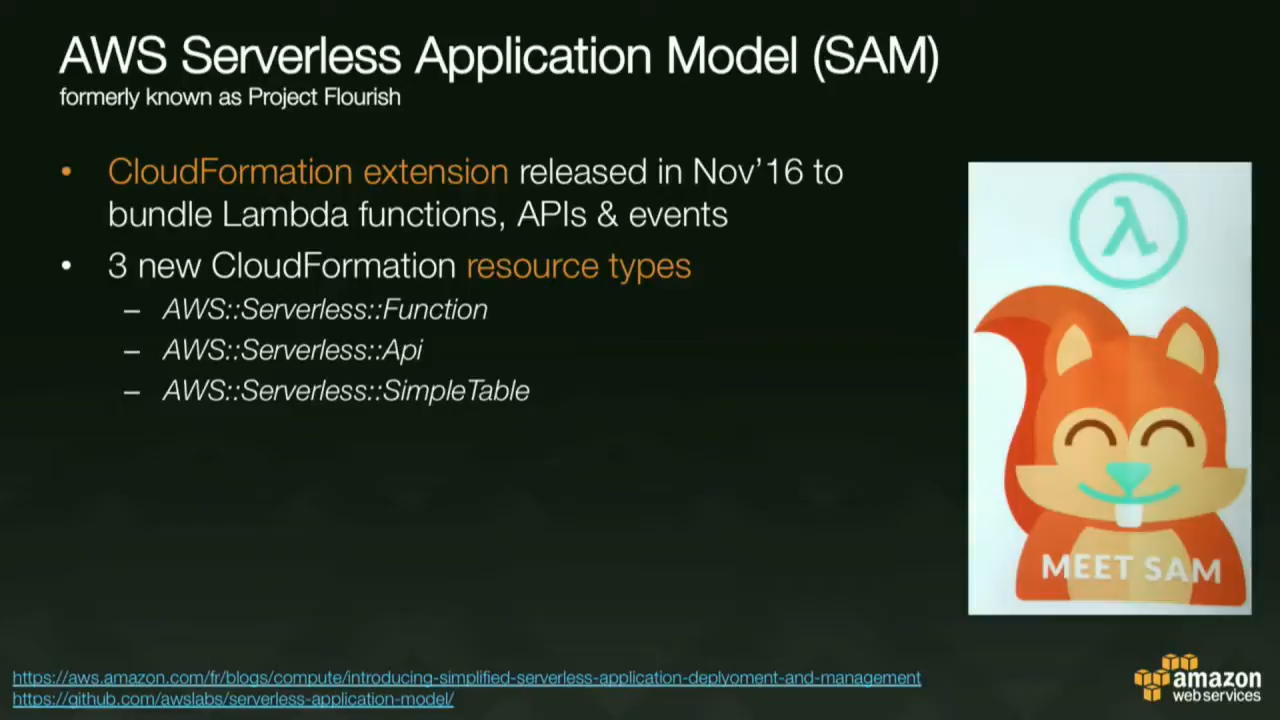 AWS Serverless Application Model (SAM)
formerly known as Project Flourish
• CloudFormation extension released in Nov’16 to
bundle Lambda functions, APIs & events
• 3 new CloudFormation resource types
– AWS::Serverless::Function
– AWS::Serverless::Api
– AWS::Serverless::SimpleTable
λ
MEET SAM
https://aws.amazon.com/fr/blogs/compute/introducing-simplified-serverless-application-deplyoment-and-management
https://github.com/awslabs/serverless-application-model/
amazon
web services